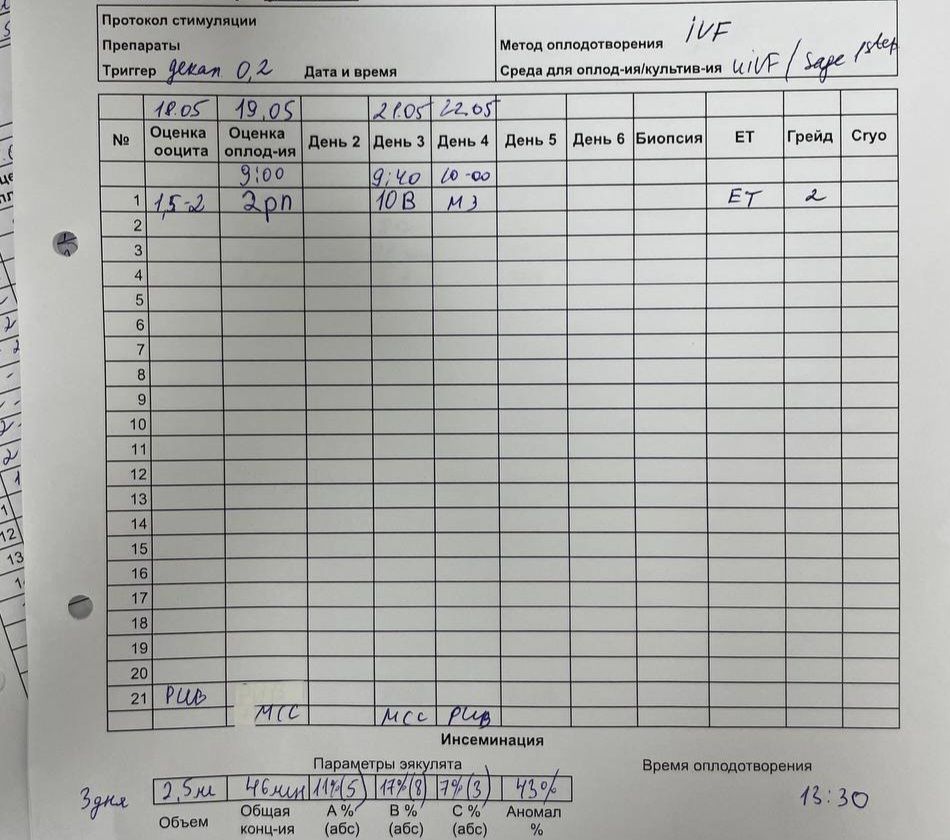 Протокол стимуляции
Препараты
Метод оплодотворения IVF
Триггер декап 0,2 Дата и время
Среда для оплод-ия/культив-ия UIVF / Sage 1step
18.05 19.05 21.05 22.05
№ Оценка ооцита Оценка оплод-ия День 2 День 3 День 4 День 5 День 6 Биопсия ET Грейд Cryo
9:00 9:40 10-00
1 1,5-2 2pn 10B M3 ET 2
2
3
4
5
6
7
8
9
10
11
12
13
14
15
16
17
18
19
20
21
Инсеминация
Параметры эякулята
Время оплодотворения
3 дня 2,5 мл 46 млн 11%(5) 17%(8) 7%(3) 43% 13:30
Объем Общая конц-ия A % (абс) B % (абс) C % (абс) Аномал %